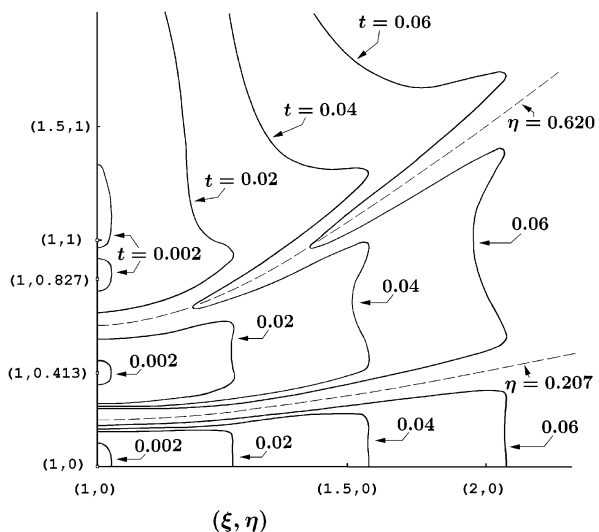 t = 0.06
t = 0.04
η = 0.620
(1.5,1)
t = 0.02
(1,1)
t = 0.002
0.06
(1,0.827)
0.04
0.02
0.002
(1,0.413)
η = 0.207
0.002
0.02
0.04
0.06
(1,0)
(1,0)
(1.5,0)
(2,0)
(ξ, η)